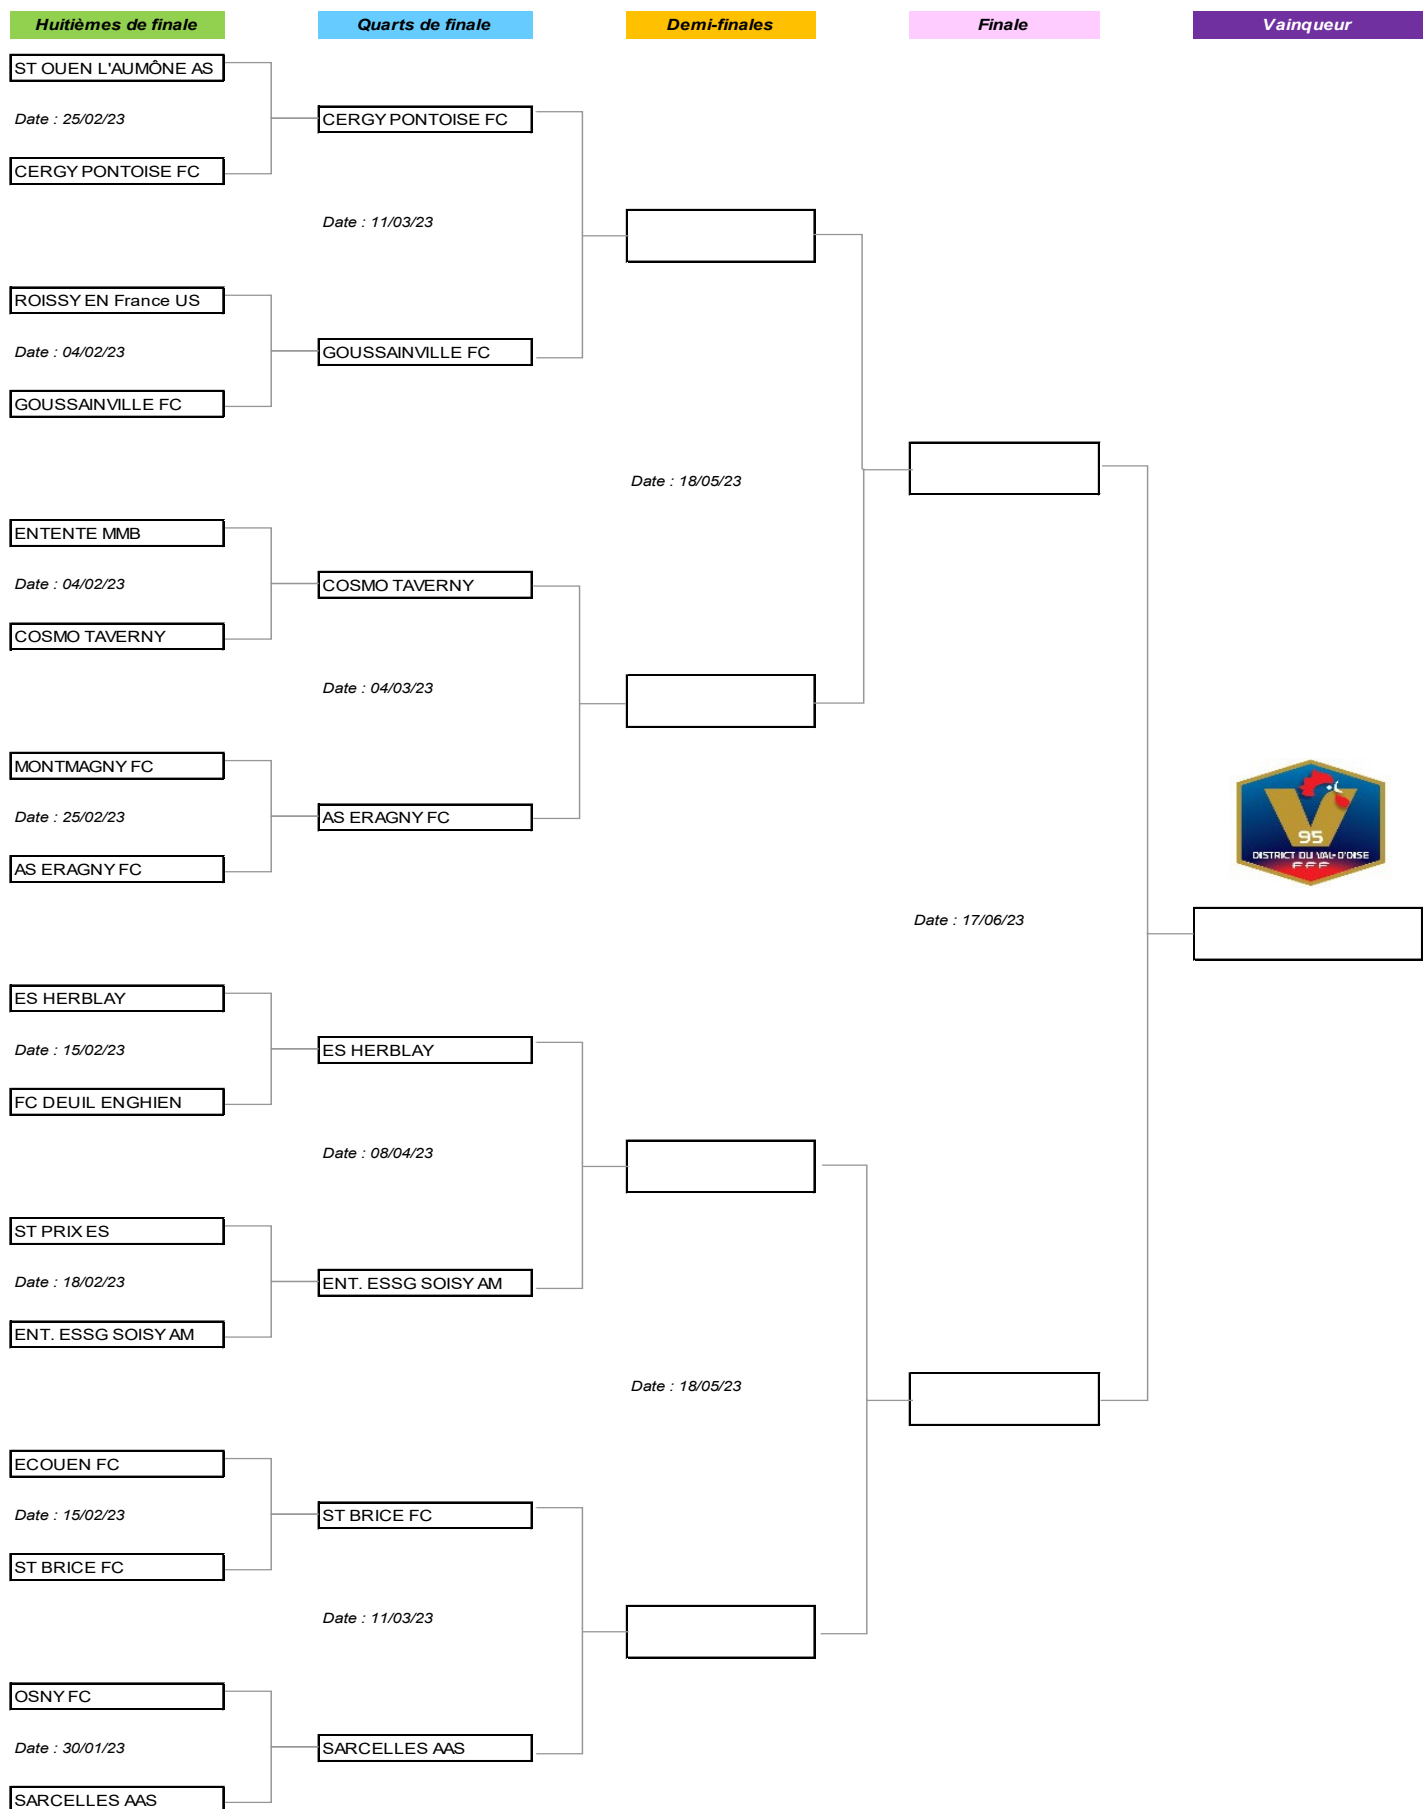 Huitièmes de finale
Quarts de finale
Demi-finales
Finale
Vainqueur
ST OUEN L'AUMÔNE AS
Date : 25/02/23
CERGY PONTOISE FC
CERGY PONTOISE FC
Date : 11/03/23
ROISSY EN France US
Date : 04/02/23
GOUSSAINVILLE FC
GOUSSAINVILLE FC
Date : 18/05/23
ENTENTE MMB
Date : 04/02/23
COSMO TAVERNY
COSMO TAVERNY
Date : 04/03/23
MONTMAGNY FC
Date : 25/02/23
AS ERAGNY FC
AS ERAGNY FC
95
DISTRICT DU VAL-D'OISE
FFF
Date : 17/06/23
ES HERBLAY
Date : 15/02/23
ES HERBLAY
FC DEUIL ENGHIEN
Date : 08/04/23
ST PRIX ES
Date : 18/02/23
ENT. ESSG SOISY AM
ENT. ESSG SOISY AM
Date : 18/05/23
ECOUEN FC
Date : 15/02/23
ST BRICE FC
ST BRICE FC
Date : 11/03/23
OSNY FC
Date : 30/01/23
SARCELLES AAS
SARCELLES AAS